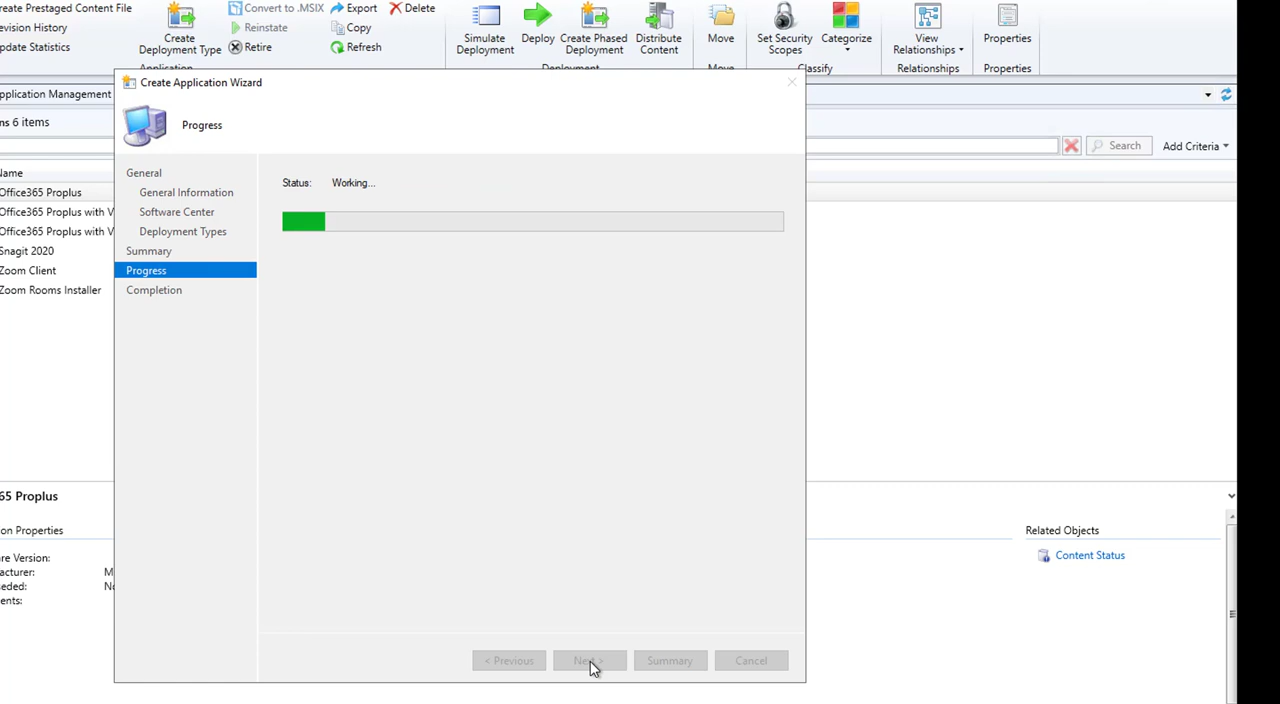 reate Prestaged Content File
evision History
pdate Statistics
Create
Deployment Type
Convert to .MSIX
Reinstate
Retire
Export
Copy
Refresh
Delete
Application
Simulate
Deployment
Deploy
Create Phased
Deployment
Distribute
Content
Deployment
Move
Move
Set Security
Scopes
Categorize
Classify
View
Relationships
Relationships
Properties
Properties
pplication Management
ns 6 items
Search
Add Criteria
Name
Office365 Proplus
Office365 Proplus with V
Office365 Proplus with V
Snagit 2020
Zoom Client
Zoom Rooms Installer
Create Application Wizard
Progress
General
General Information
Software Center
Deployment Types
Summary
Progress
Completion
Status: Working...
< Previous
Next >
Summary
Cancel
65 Proplus
on Properties
re Version:
acturer: M
eded: No
ents:
Related Objects
Content Status